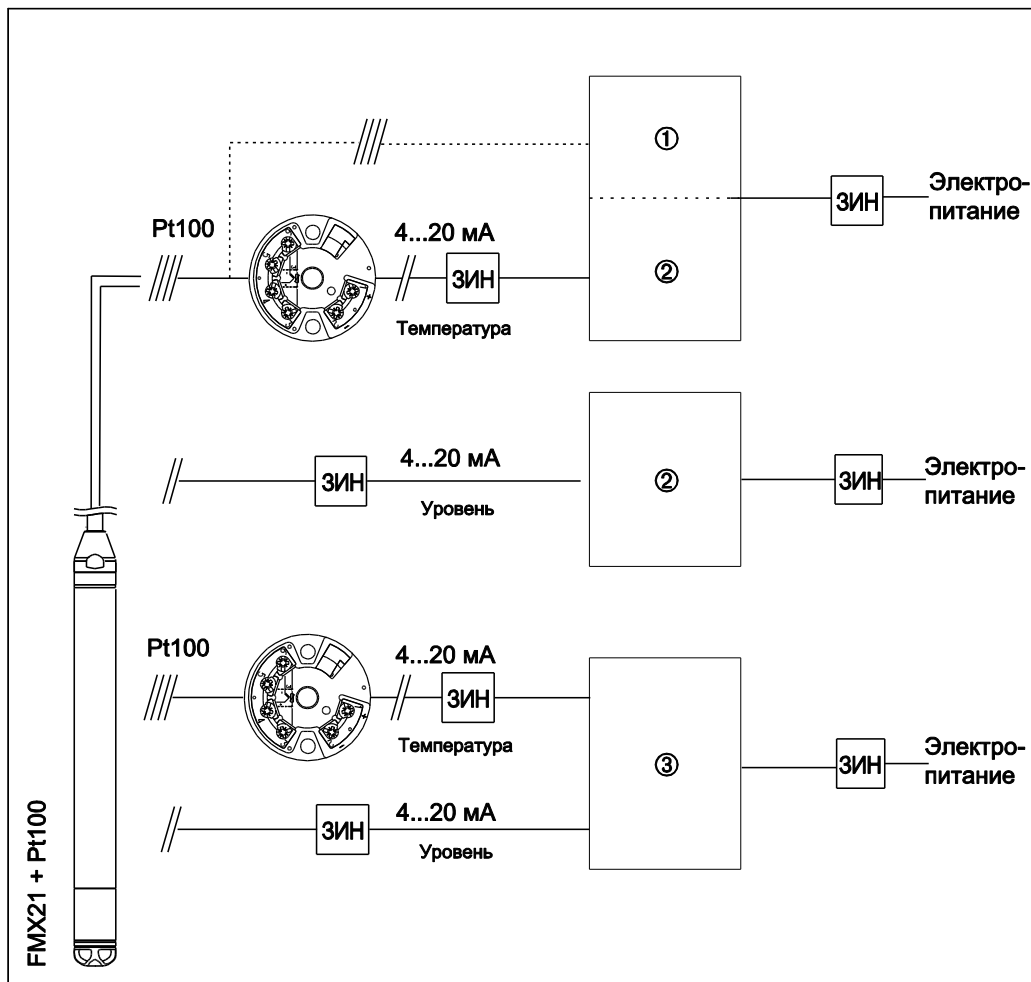 ①
ЗИН
Электро-
питание
Pt100
4...20 мА
ЗИН
②
Температура
4...20 мА
ЗИН
Уровень
②
ЗИН
Электро-
питание
Pt100
4...20 мА
ЗИН
Температура
③
ЗИН
Электро-
питание
4...20 мА
ЗИН
Уровень
FMX21 + Pt100